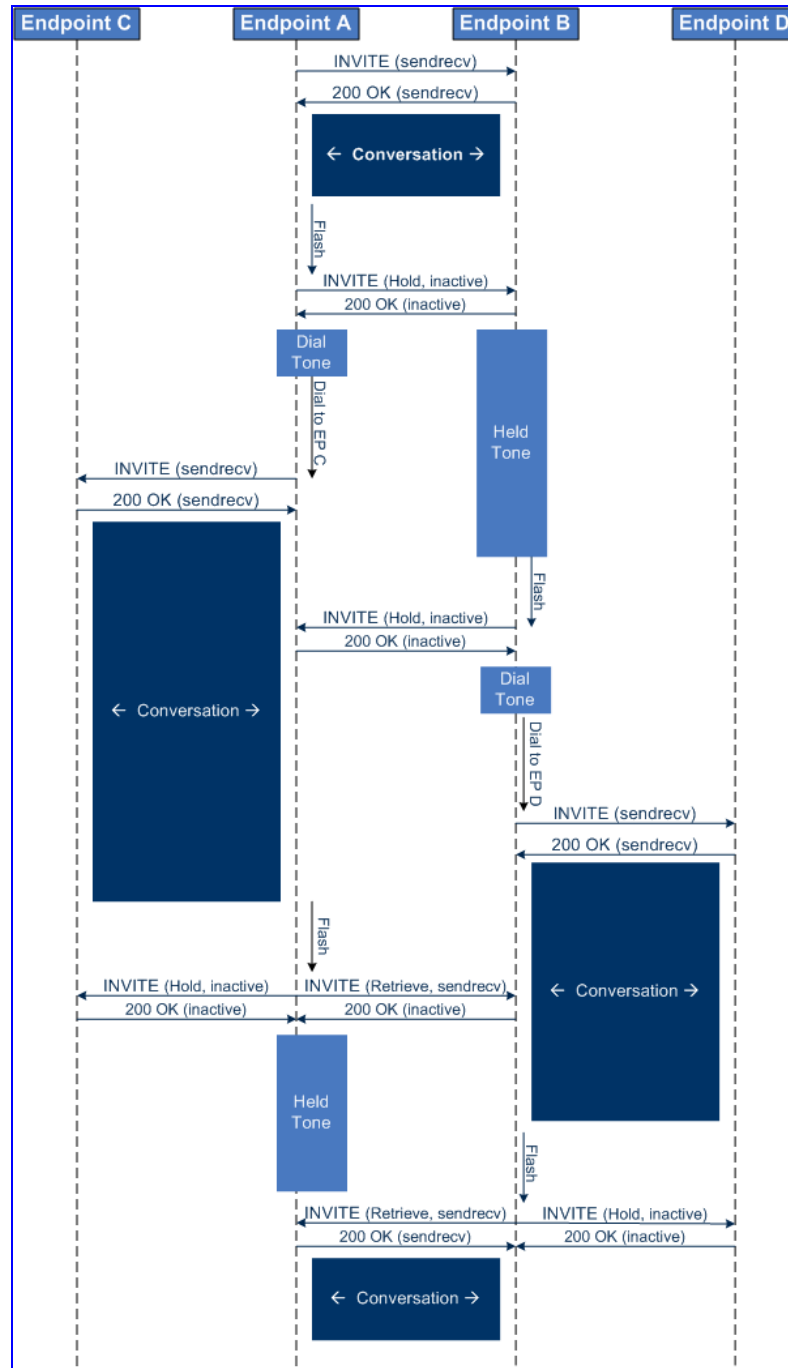 Endpoint C
Endpoint A
Endpoint B
Endpoint D
INVITE (sendrecv)
200 OK (sendrecv)
← Conversation →
Flash
INVITE (Hold, inactive)
200 OK (inactive)
Dial
Tone
Held
Tone
Dial to EP C
INVITE (sendrecv)
200 OK (sendrecv)
← Conversation →
Flash
INVITE (Hold, inactive)
200 OK (inactive)
Dial
Tone
Dial to EP D
INVITE (sendrecv)
200 OK (sendrecv)
← Conversation →
Flash
INVITE (Hold, inactive)
INVITE (Retrieve, sendrecv)
200 OK (inactive)
200 OK (inactive)
Held
Tone
Flash
INVITE (Retrieve, sendrecv)
INVITE (Hold, inactive)
200 OK (sendrecv)
200 OK (inactive)
← Conversation →